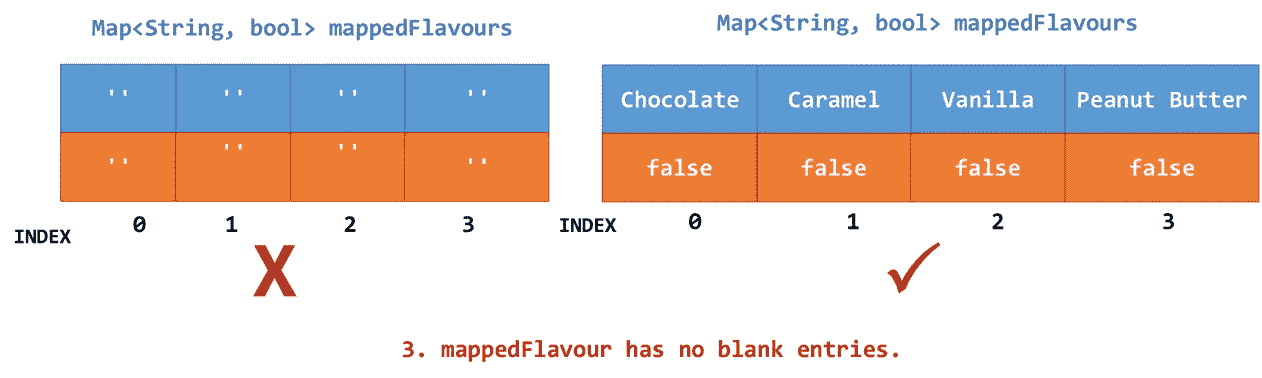 Map<String, bool> mappedFlavours
'' '' '' ''
'' '' '' ''
INDEX 0 1 2 3
X
Map<String, bool> mappedFlavours
Chocolate Caramel Vanilla Peanut Butter
false false false false
INDEX 0 1 2 3
3. mappedFlavour has no blank entries.